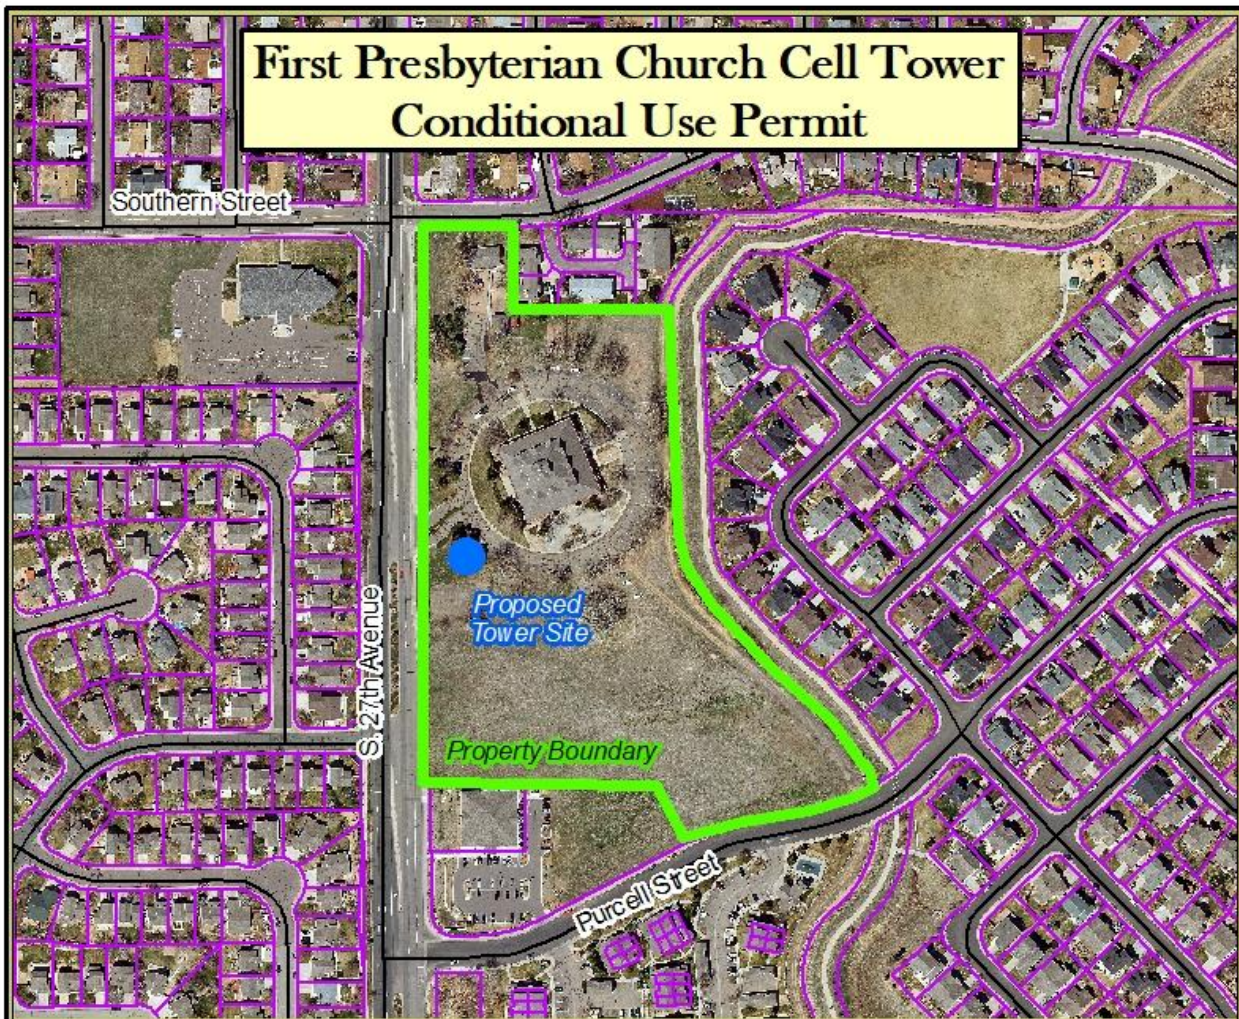 First Presbyterian Church Cell Tower
Conditional Use Permit
Southern Street
S. 27th Avenue
Proposed
Tower Site
Property Boundary
Purcell Street